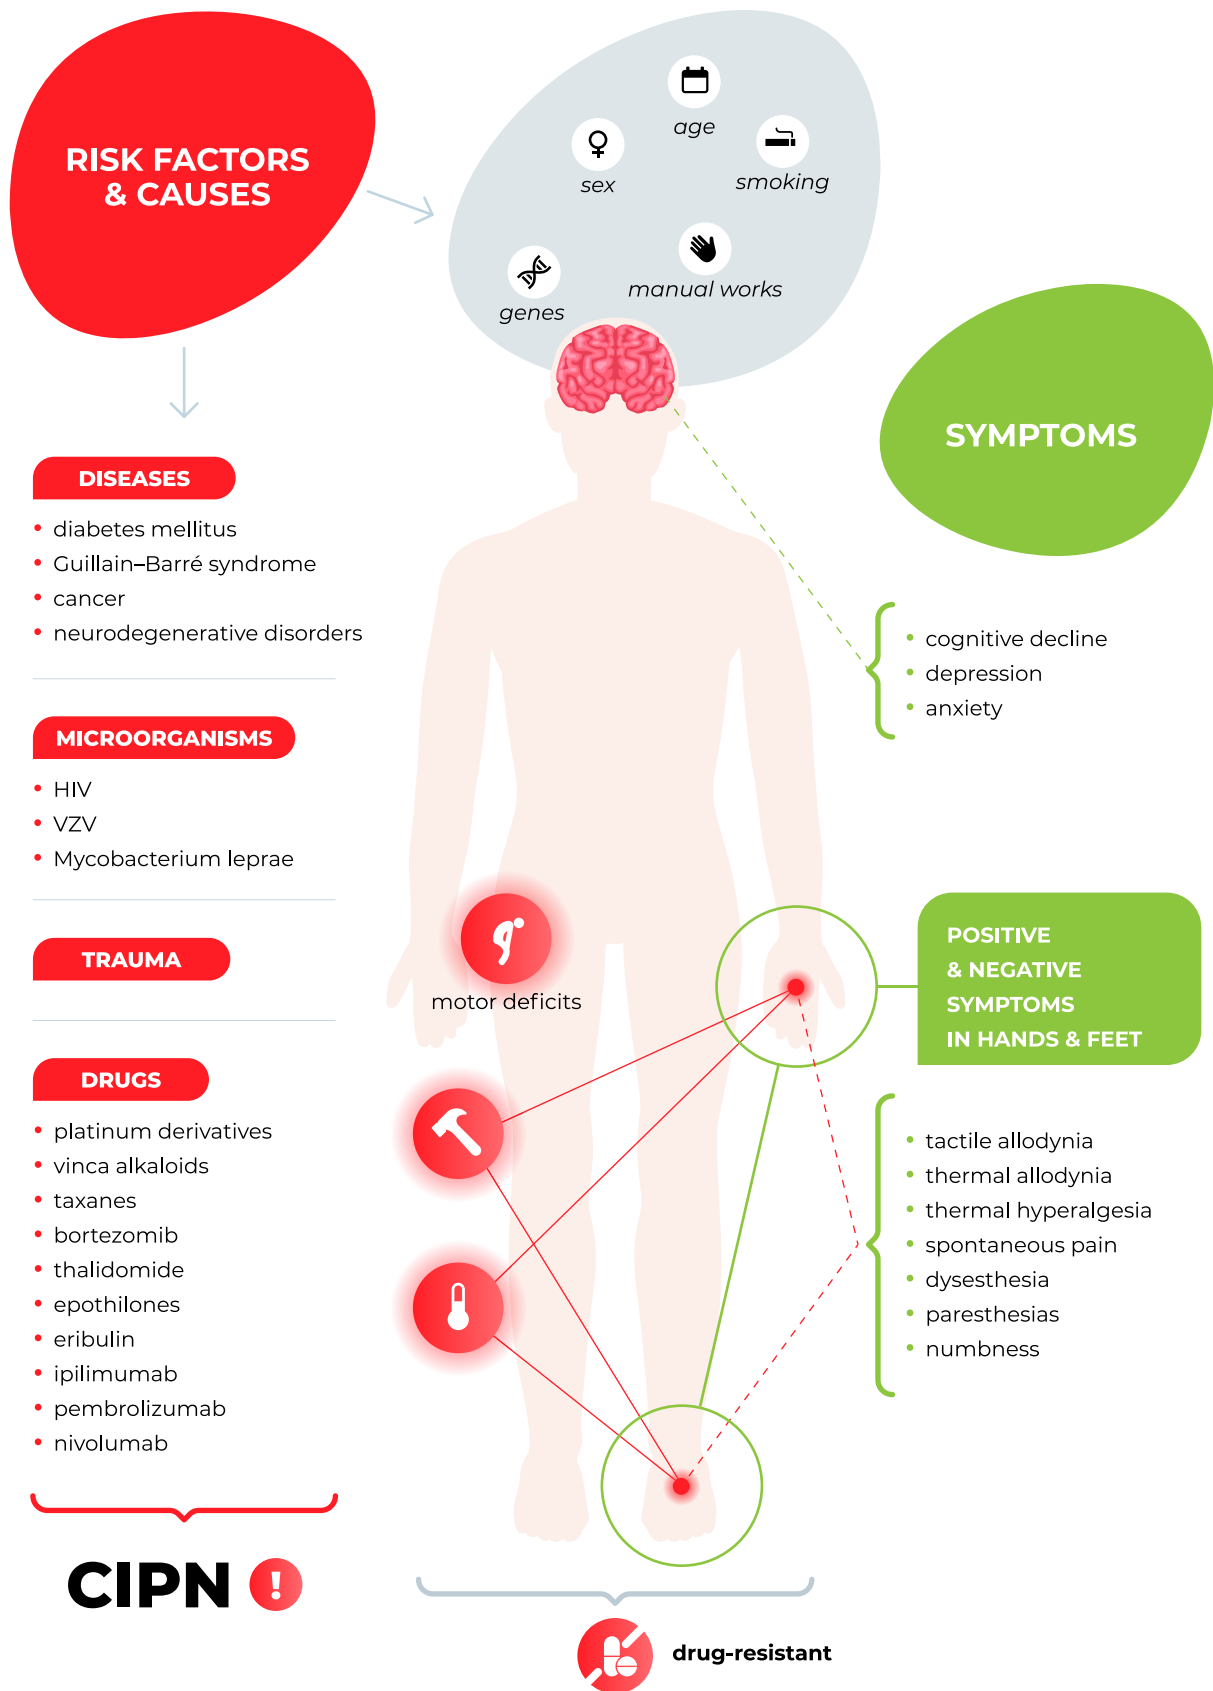 RISK FACTORS
& CAUSES
age
sex
smoking
genes
manual works
SYMPTOMS
DISEASES
• diabetes mellitus
• Guillain–Barré syndrome
• cancer
• neurodegenerative disorders
MICROORGANISMS
• HIV
• VZV
• Mycobacterium leprae
TRAUMA
DRUGS
• platinum derivatives
• vinca alkaloids
• taxanes
• bortezomib
• thalidomide
• epothilones
• eribulin
• ipilimumab
• pembrolizumab
• nivolumab
CIPN !
motor deficits
• cognitive decline
• depression
• anxiety
POSITIVE
& NEGATIVE
SYMPTOMS
IN HANDS & FEET
• tactile allodynia
• thermal allodynia
• thermal hyperalgesia
• spontaneous pain
• dysesthesia
• paresthesias
• numbness
drug-resistant